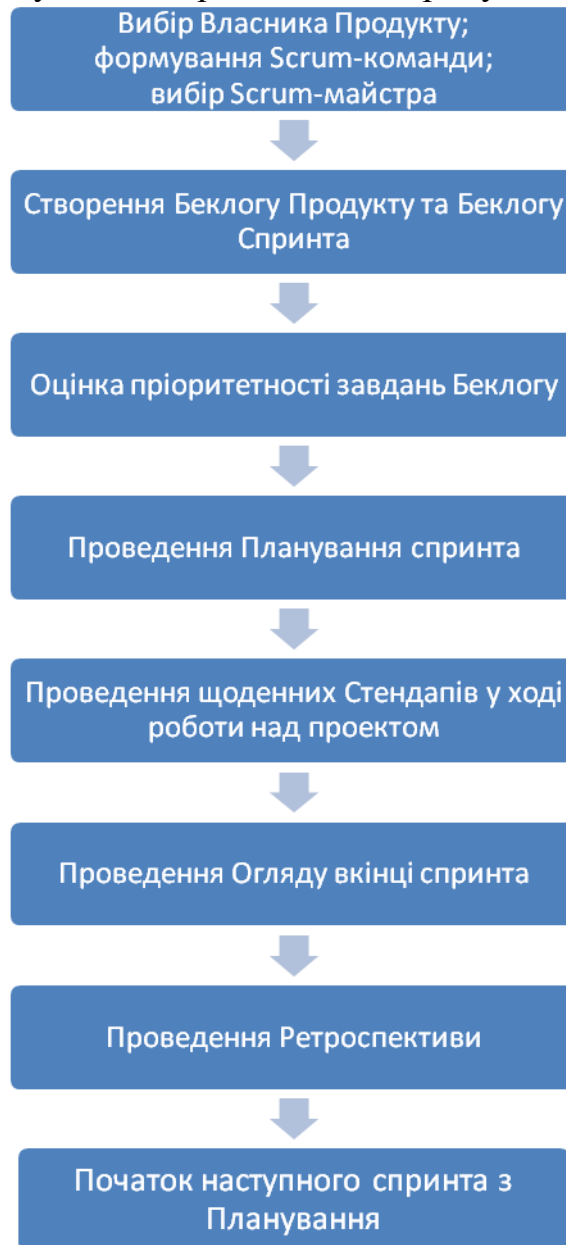 Вибір Власника Продукту;
формування Scrum-команди;
вибір Scrum-майстра
Створення Беклогу Продукту та Беклогу
Спринта
Оцінка пріоритетності завдань Беклогу
Проведення Планування спринта
Проведення щоденних Стендапів у ході
роботи над проектом
Проведення Огляду вкінці спринта
Проведення Ретроспективи
Початок наступного спринта з
Планування